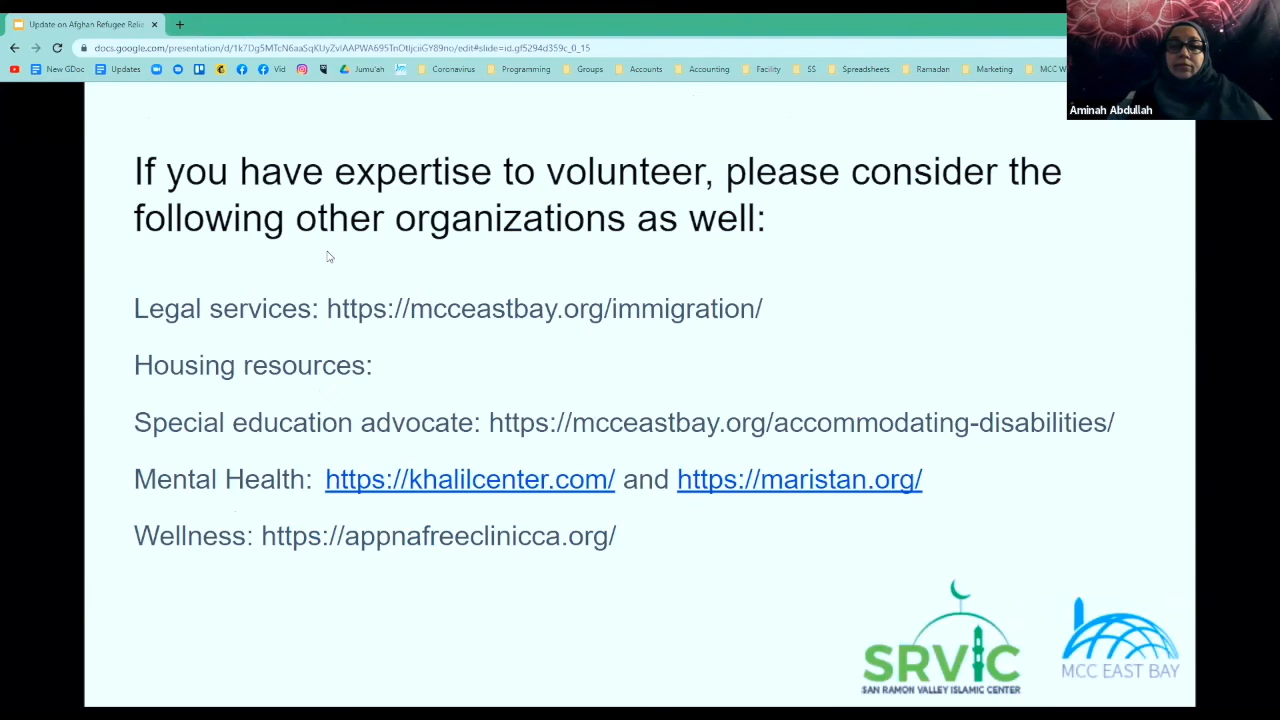 Update on Afghan Refugee Relie
docs.google.com/presentation/d/1k7Dg5MTcN6aaSqKUyZvlAAPWA695TnOtljciiGY89no/edit#slide=id.gf5294d359c_0_15
New GDoc Updates Vid Jumu'ah Coronavirus Programming Groups Accounts Accounting Facility SS Spreadsheets Ramadan Marketing MCC W
Aminah Abdullah
If you have expertise to volunteer, please consider the
following other organizations as well:
Legal services: https://mcceastbay.org/immigration/
Housing resources:
Special education advocate: https://mcceastbay.org/accommodating-disabilities/
Mental Health: https://khalilcenter.com/ and https://maristan.org/
Wellness: https://appnafreeclinicca.org/
SRVIC
SAN RAMON VALLEY ISLAMIC CENTER
MCC EAST BAY